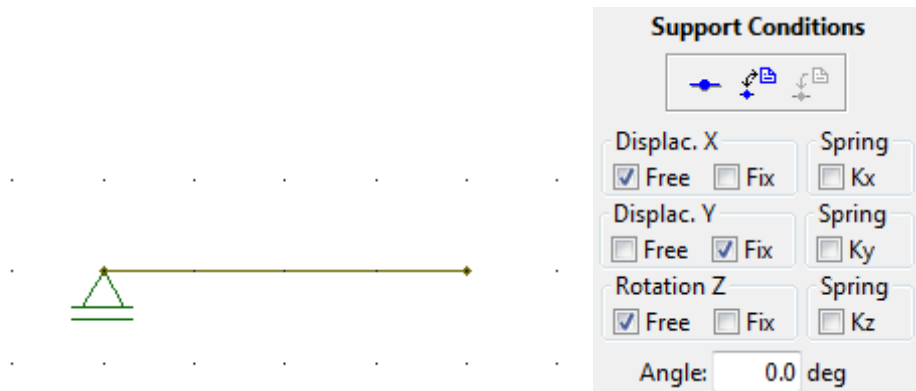 Support Conditions
Displac. X Spring
Free Fix Kx
Displac. Y Spring
Free Fix Ky
Rotation Z Spring
Free Fix Kz
Angle: 0.0 deg